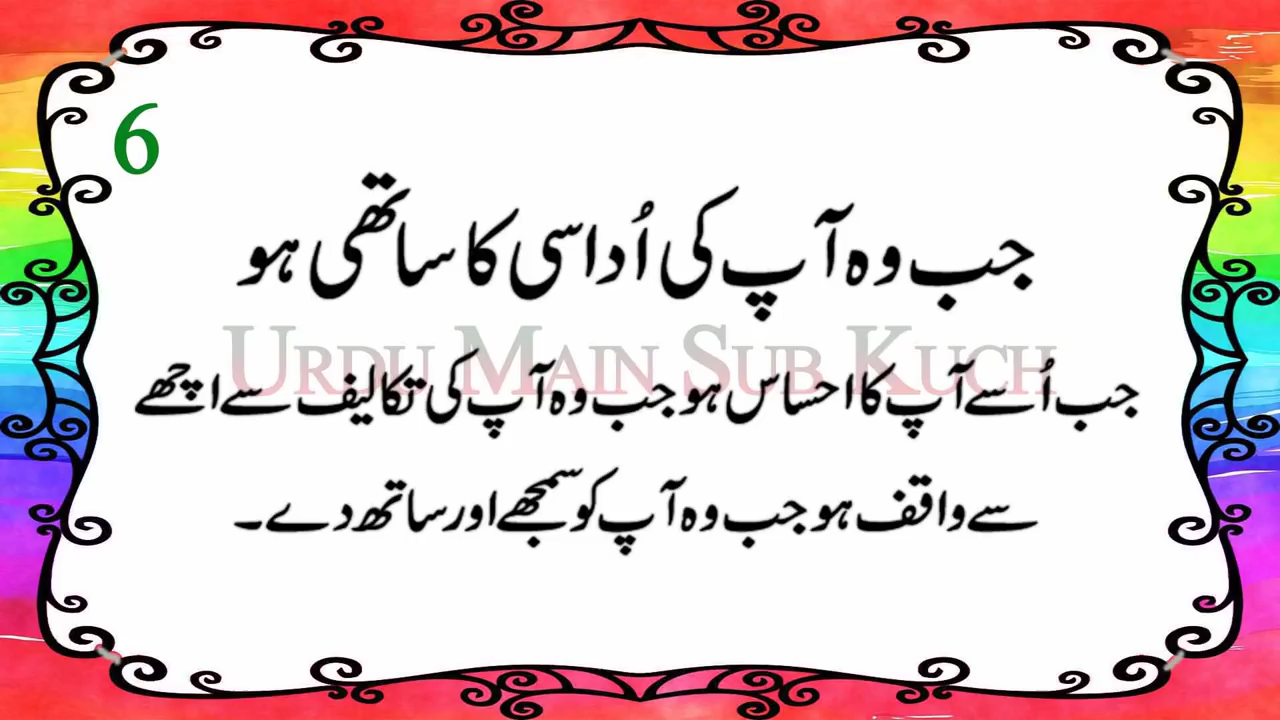 6
جب وہ آپ کی اُداسی کا ساتھی ہو
URDU MAIN SUB KUCH
جب اُسے آپ کا احساس ہو جب وہ آپ کی تکالیف سے اچھے
سے واقف ہو جب وہ آپ کو سمجھے اور ساتھ دے۔